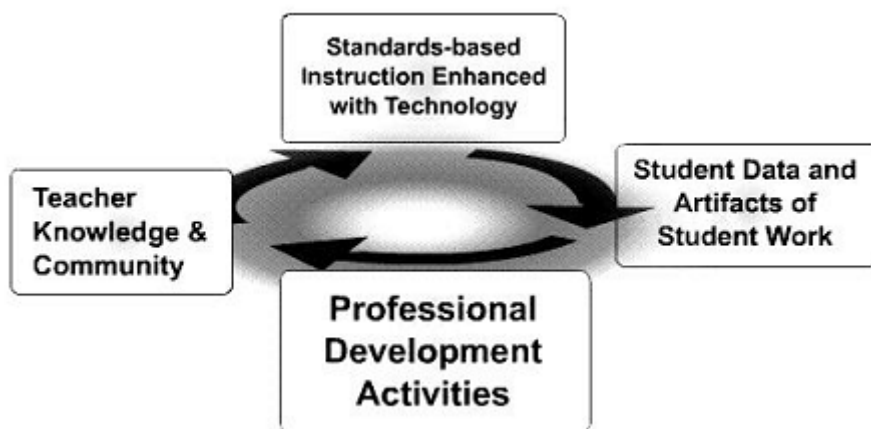 Standards-based
Instruction Enhanced
with Technology
Teacher
Knowledge &
Community
Student Data and
Artifacts of
Student Work
Professional
Development
Activities